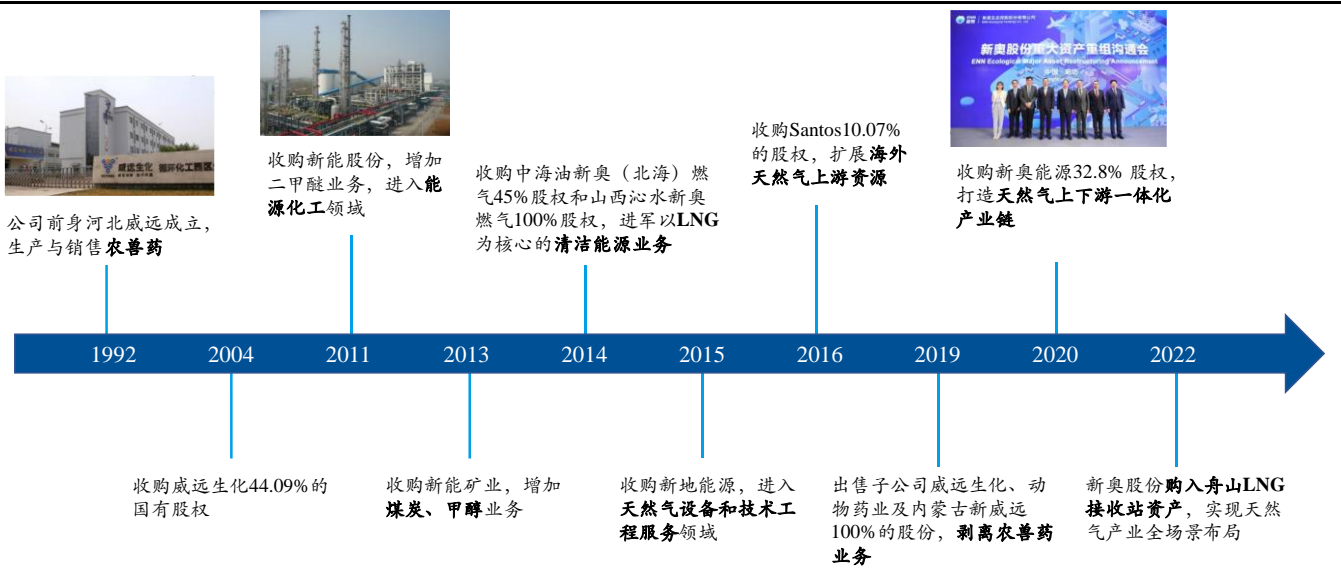 威远生化 循环化工园区
公司前身河北威远成立，
生产与销售农兽药
收购新能股份，增加
二甲醚业务，进入能
源化工领域
收购中海油新奥（北海）燃
气45%股权和山西沁水新奥
燃气100%股权，进军以LNG
为核心的清洁能源业务
收购Santos10.07%
的股权，扩展海外
天然气上游资源
新奥股份重大资产重组沟通会
ENN Ecological Major Asset Restructuring Announcement
收购新奥能源32.8% 股权，
打造天然气上下游一体化
产业链
1992 2004 2011 2013 2014 2015 2016 2019 2020 2022
收购威远生化44.09%的
国有股权
收购新能矿业，增加
煤炭、甲醇业务
收购新地能源，进入
天然气设备和技术工
程服务领域
出售子公司威远生化、动
物药业及内蒙古新威远
100%的股份，剥离农兽药
业务
新奥股份购入舟山LNG
接收站资产，实现天然
气产业全场景布局